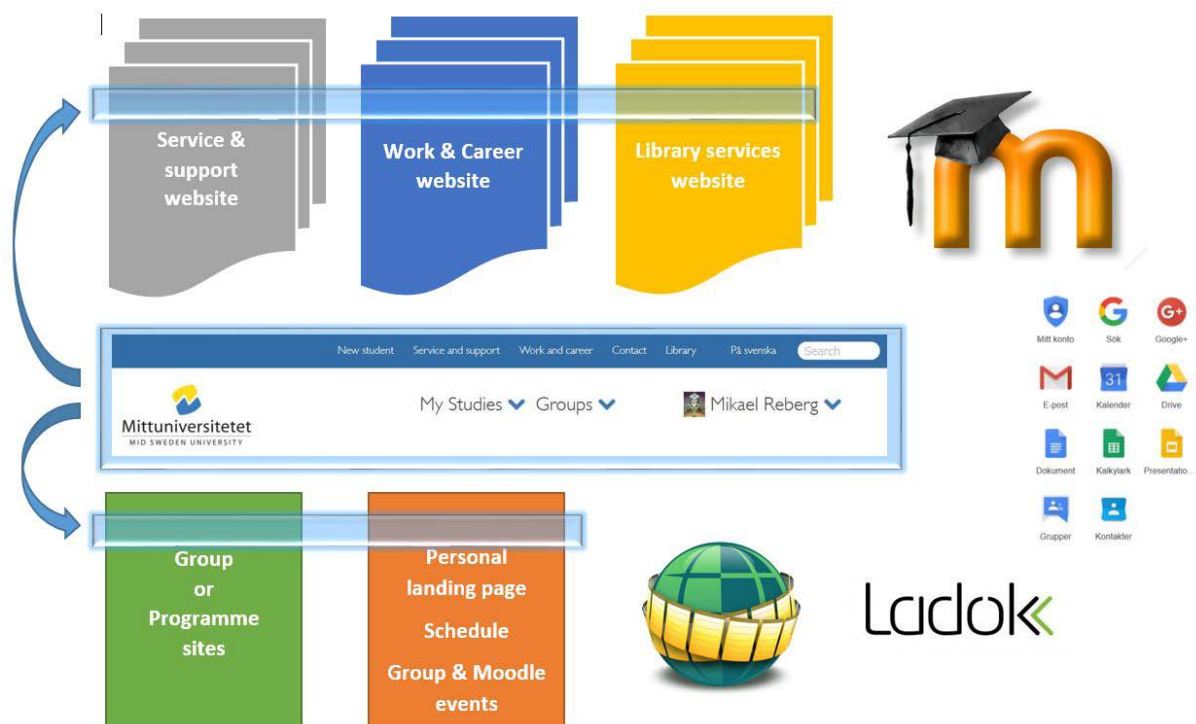 Service &
support
website
Work & Career
website
Library services
website
m
New student Service and support Work and career Contact Library På svenska Search
Mittuniversitetet
MID SWEDEN UNIVERSITY
My Studies Groups Mikael Reberg
Mitt konto Sök Google+
31
E-post Kalender Drive
Dokument Kalkylark Presentatio...
Grupper Kontakter
Group
or
Programme
sites
Personal
landing page
Schedule
Group & Moodle
events
Ladok